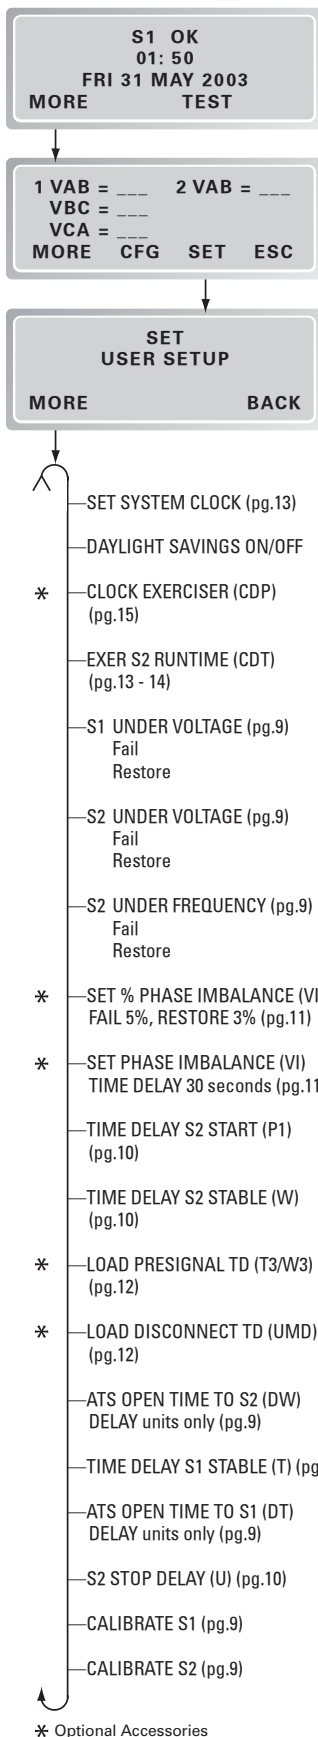 S1 OK
01: 50
FRI 31 MAY 2003
MORE TEST
1 VAB = ___ 2 VAB = ___
VBC = ___
VCA = ___
MORE CFG SET ESC
SET
USER SETUP
MORE BACK
SET SYSTEM CLOCK (pg.13)
DAYLIGHT SAVINGS ON/OFF
* CLOCK EXERCISER (CDP)
(pg.15)
EXER S2 RUNTIME (CDT)
(pg.13 - 14)
S1 UNDER VOLTAGE (pg.9)
Fail
Restore
S2 UNDER VOLTAGE (pg.9)
Fail
Restore
S2 UNDER FREQUENCY (pg.9)
Fail
Restore
* SET % PHASE IMBALANCE (VI
FAIL 5%, RESTORE 3% (pg.11)
* SET PHASE IMBALANCE (VI)
TIME DELAY 30 seconds (pg.11
TIME DELAY S2 START (P1)
(pg.10)
TIME DELAY S2 STABLE (W)
(pg.10)
* LOAD PRESIGNAL TD (T3/W3)
(pg.12)
* LOAD DISCONNECT TD (UMD)
(pg.12)
ATS OPEN TIME TO S2 (DW)
DELAY units only (pg.9)
TIME DELAY S1 STABLE (T) (pg
ATS OPEN TIME TO S1 (DT)
DELAY units only (pg.9)
S2 STOP DELAY (U) (pg.10)
CALIBRATE S1 (pg.9)
CALIBRATE S2 (pg.9)
* Optional Accessories